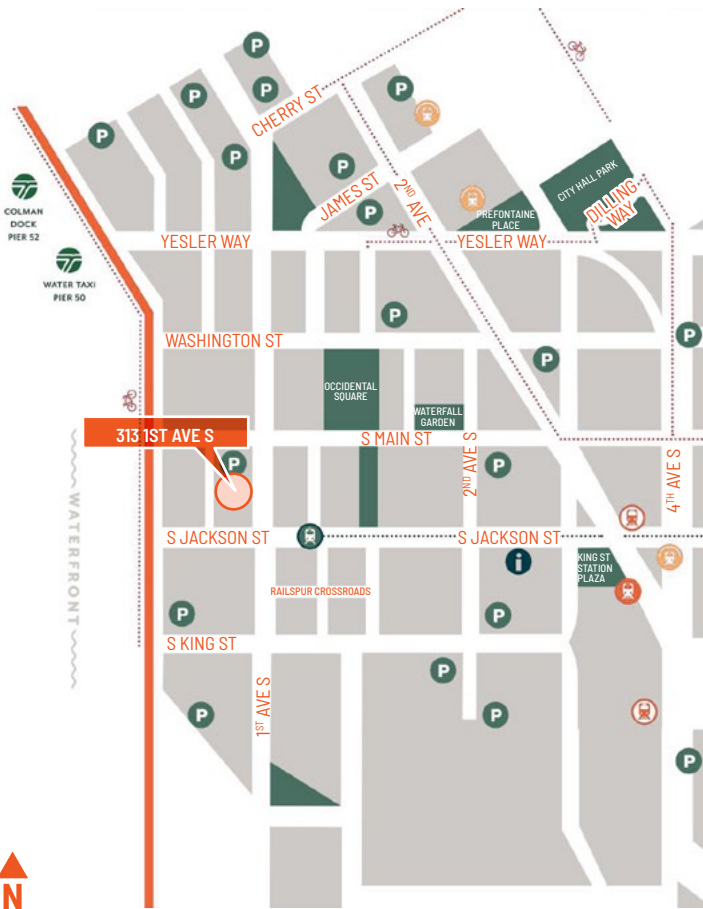 P
P
P
P
CHERRY ST
P
P
P
P
JAMES ST
P
2ND AVE
CITY HALL PARK
DILLING
WAY
PREFONTAINE
PLACE
COLMAN
DOCK
PIER 52
YESLER WAY
YESLER WAY
WATER TAXI
PIER 50
P
WASHINGTON ST
P
P
OCCIDENTAL
SQUARE
WATERFALL
GARDEN
313 1ST AVE S
S MAIN ST
P
P
2ND AVE S
4TH AVE S
WATERFRONT
S JACKSON ST
S JACKSON ST
i
KING ST
STATION
PLAZA
RAILSPUR CROSSROADS
P
P
S KING ST
P
1ST AVE S
P
P
P
N